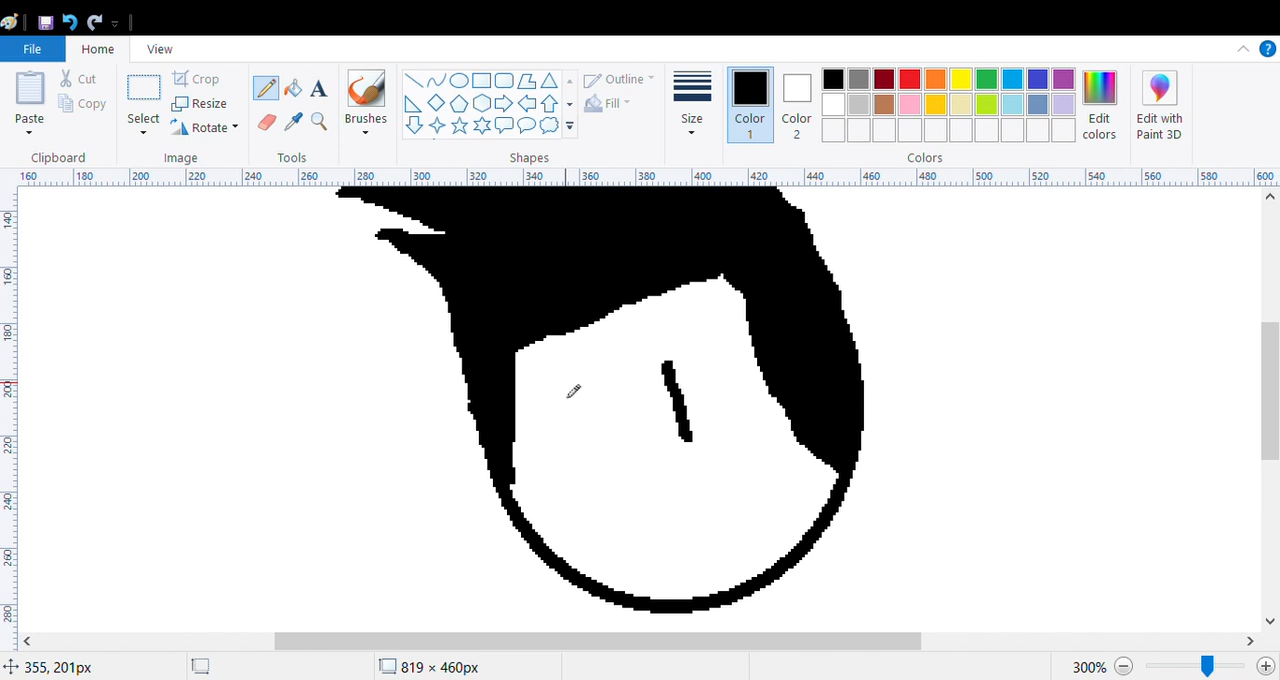 File Home View
Paste Cut Copy Select Crop Resize Rotate Brushes Outline Fill Size Color 1 Color 2 Edit colors Edit with Paint 3D
Clipboard Image Tools Shapes Colors
160 180 200 220 240 260 280 300 320 340 360 380 400 420 440 460 480 500 520 540 560 580 600
140
160
180
200
220
240
260
280
355, 201px 819 × 460px 300%